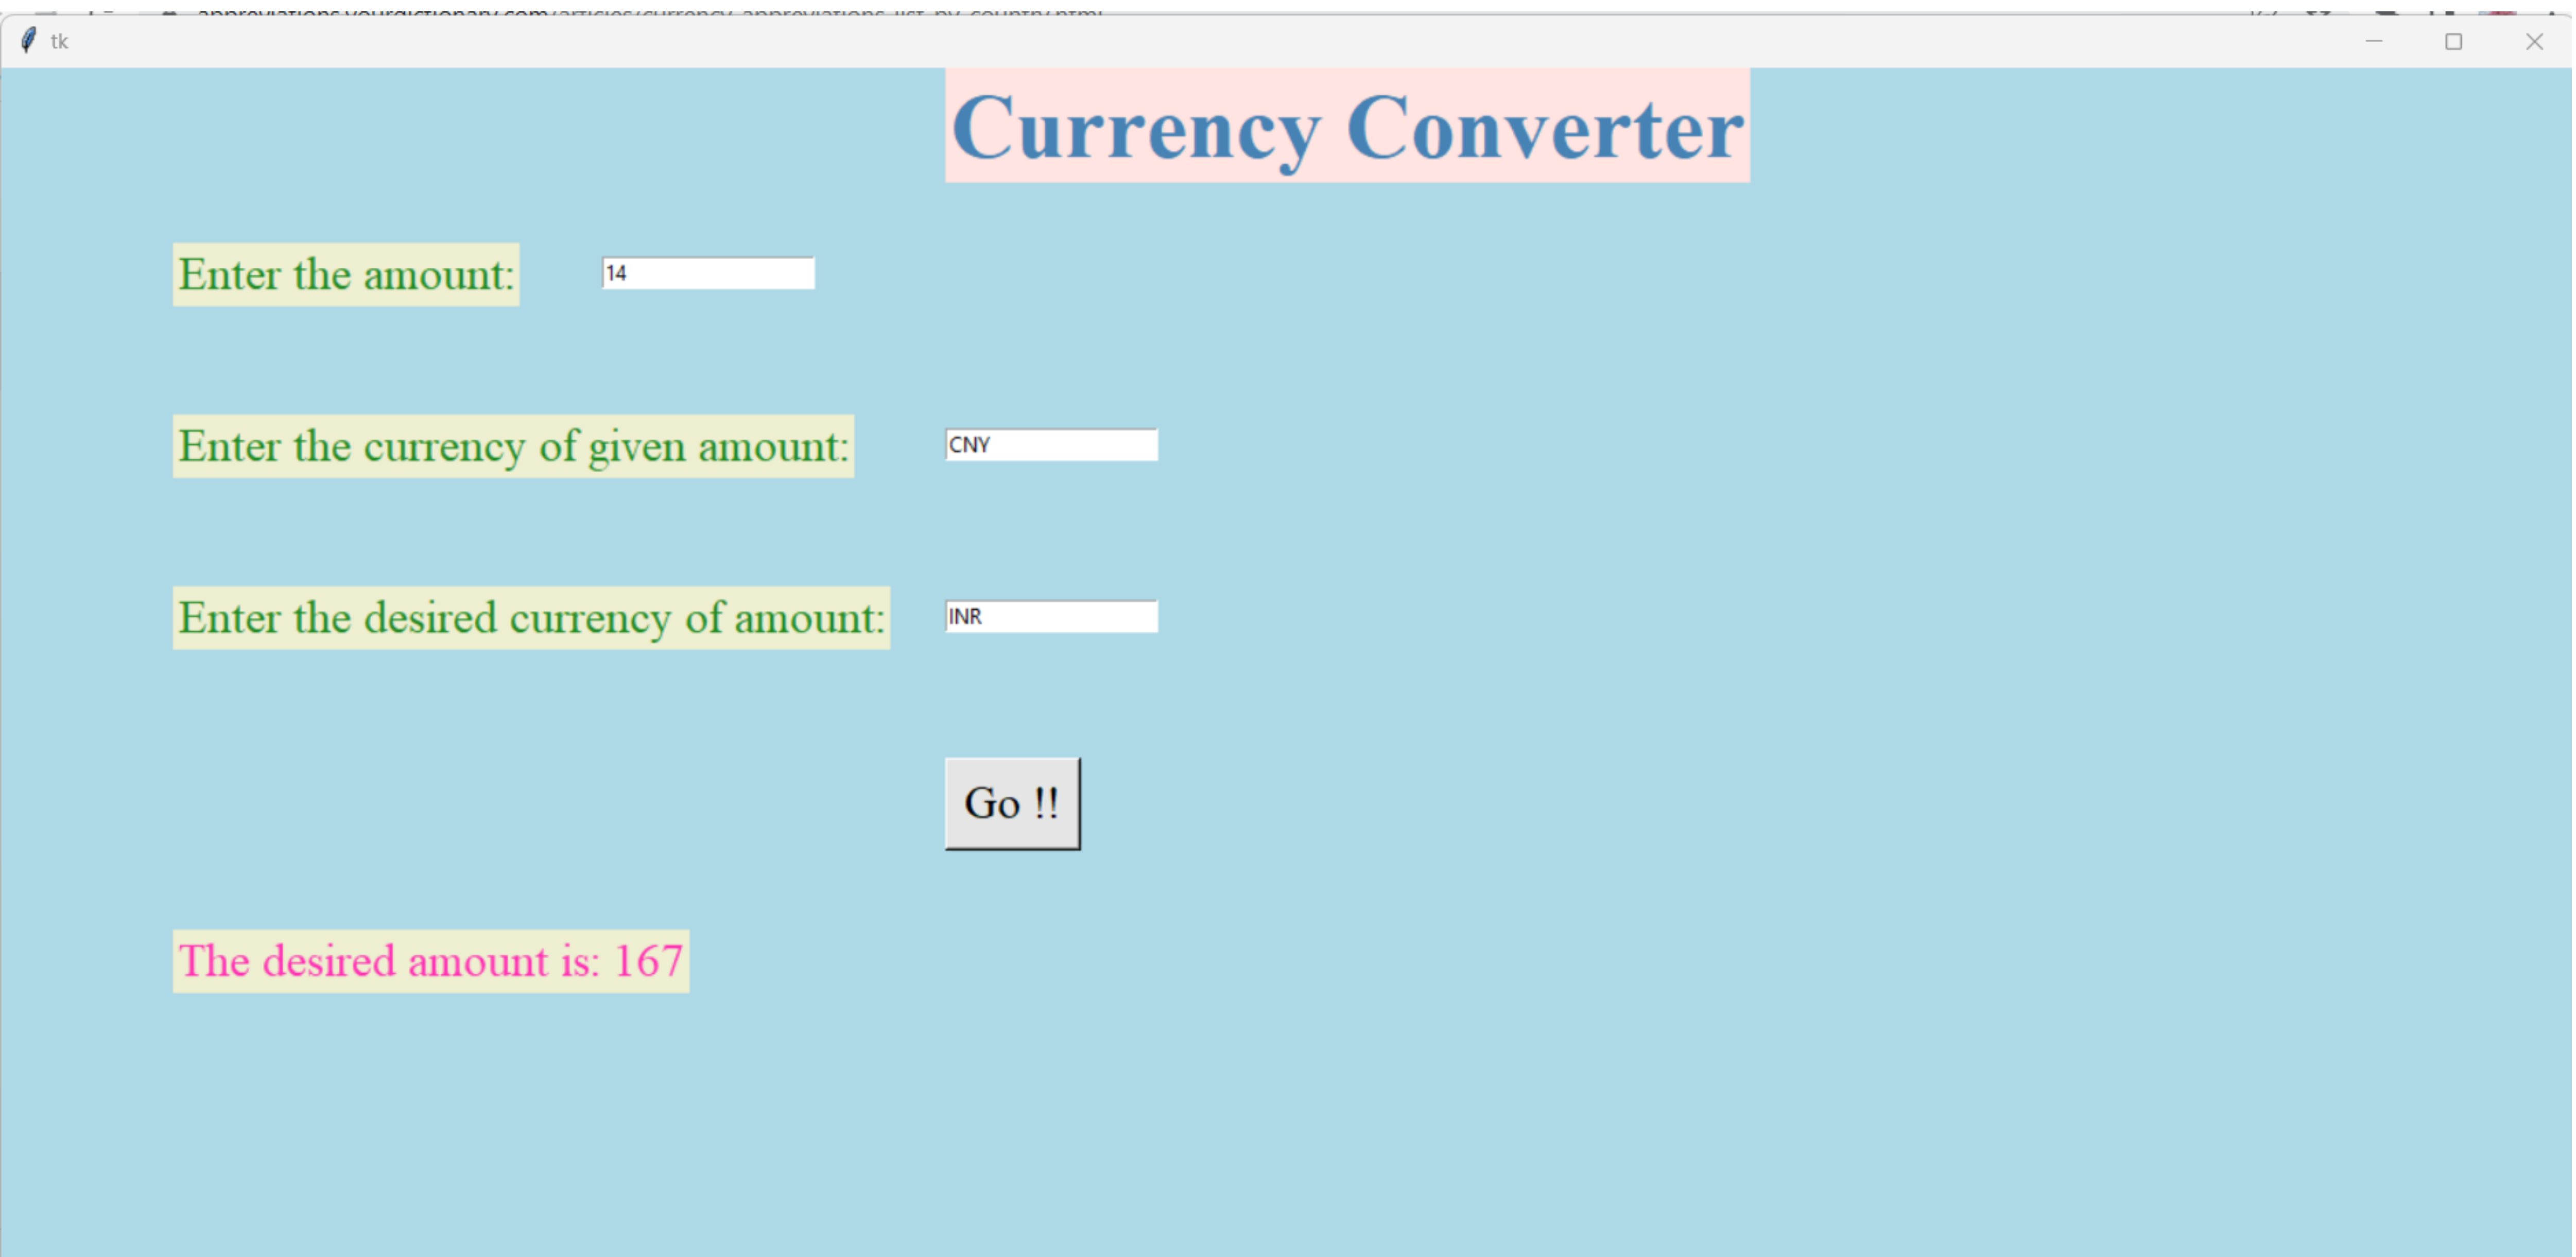 tk
Currency Converter
Enter the amount: 14
Enter the currency of given amount: CNY
Enter the desired currency of amount: INR
Go !!
The desired amount is: 167